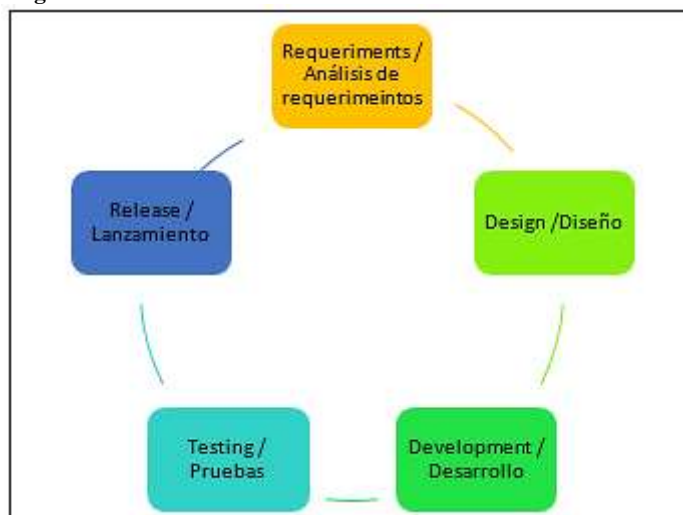 Requeriments /
Análisis de
requerimeintos
Release /
Lanzamiento
Design /Diseño
Testing /
Pruebas
Development /
Desarrollo